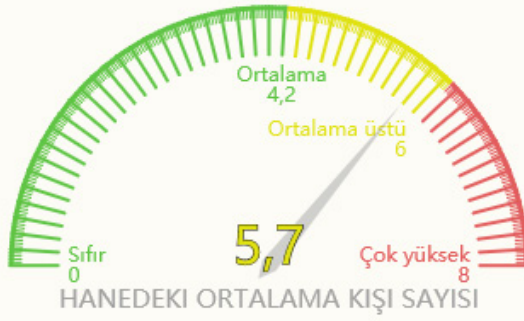 Ortalama
4,2
Ortalama üstü
6
5,7
Sıfır
0
Çok yüksek
8
HANEDEKI ORTALAMA KIŞI SAYISI